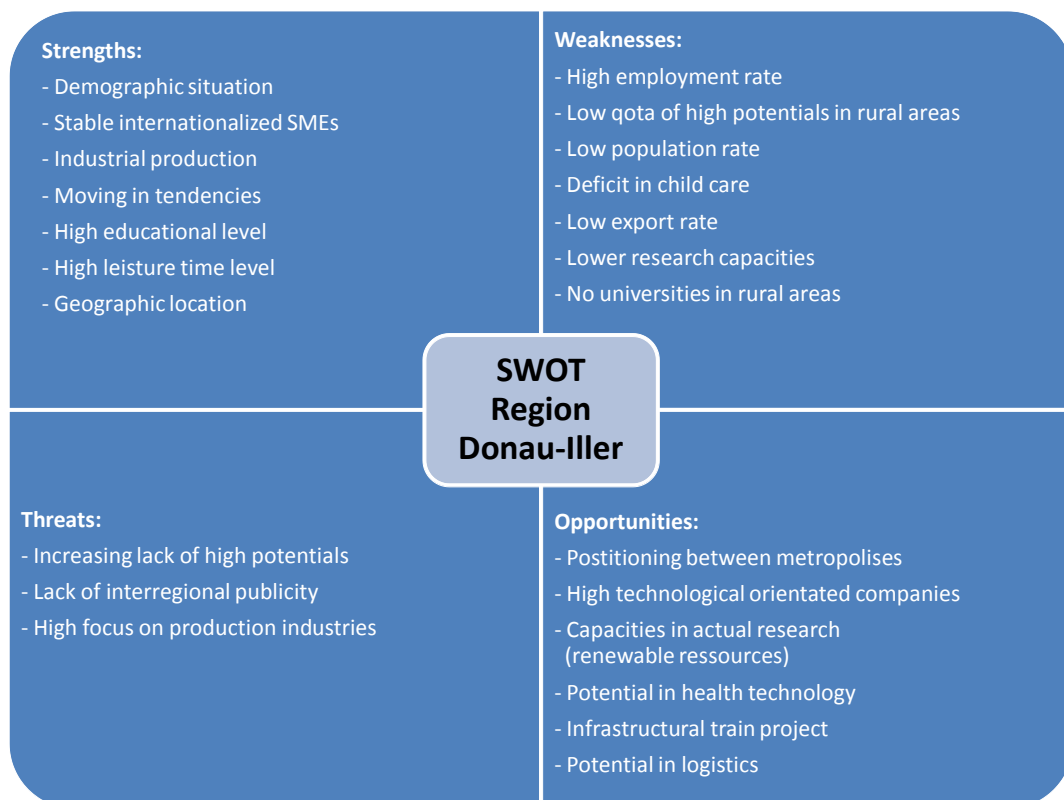 Strengths:
- Demographic situation
- Stable internationalized SMEs
- Industrial production
- Moving in tendencies
- High educational level
- High leisture time level
- Geographic location
Weaknesses:
- High employment rate
- Low qota of high potentials in rural areas
- Low population rate
- Deficit in child care
- Low export rate
- Lower research capacities
- No universities in rural areas
SWOT
Region
Donau-Iller
Threats:
- Increasing lack of high potentials
- Lack of interregional publicity
- High focus on production industries
Opportunities:
- Postitioning between metropolises
- High technological orientated companies
- Capacities in actual research
(renewable ressources)
- Potential in health technology
- Infrastructural train project
- Potential in logistics